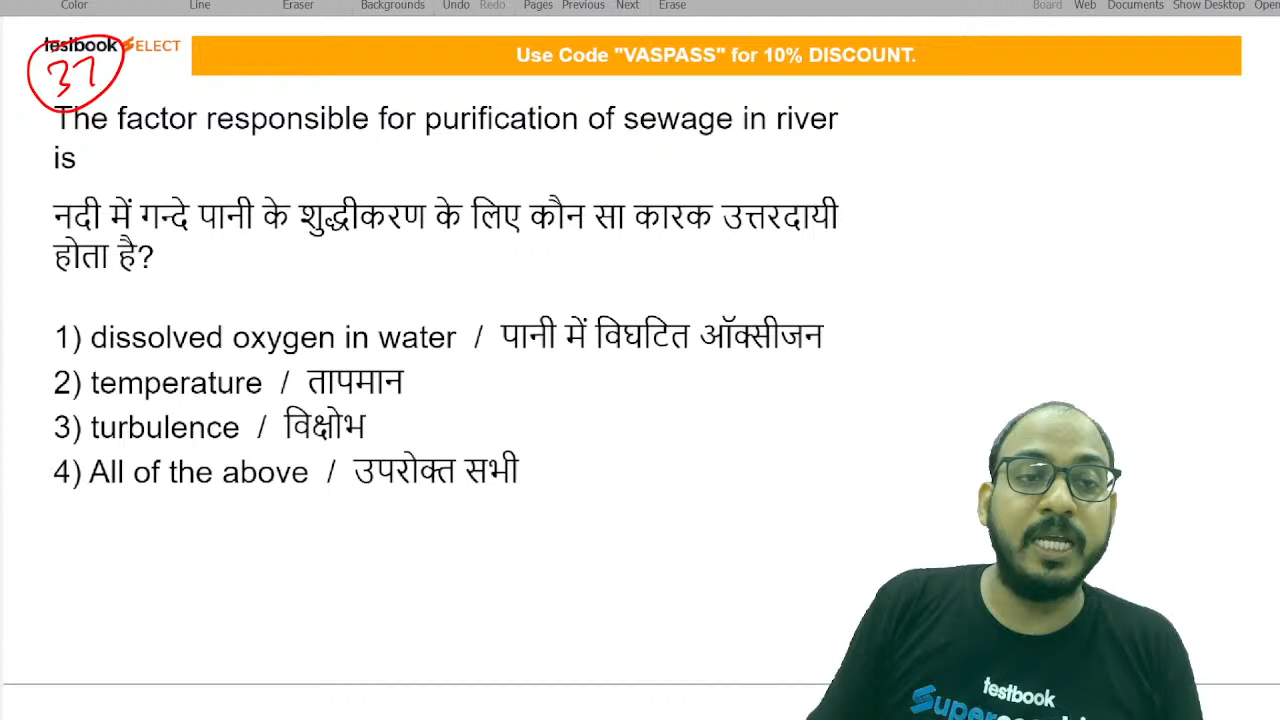 Color Line Eraser Backgrounds Undo Redo Pages Previous Next Erase Board Web Documents Show Desktop Open
testbook SELECT
37
Use Code "VASPASS" for 10% DISCOUNT.
The factor responsible for purification of sewage in river
is
नदी में गन्दे पानी के शुद्धीकरण के लिए कौन सा कारक उत्तरदायी
होता है?
1) dissolved oxygen in water / पानी में विघटित ऑक्सीजन
2) temperature / तापमान
3) turbulence / विक्षोभ
4) All of the above / उपरोक्त सभी
testbook